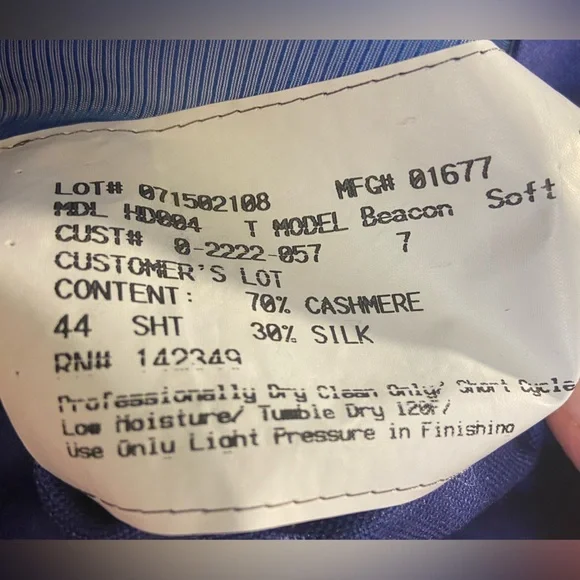 LOT# 071502108 MFG# 01677
MDL HD004 T MODEL Beacon Soft
CUST# 0-2222-057 7
CUSTOMER'S LOT
CONTENT: 70% CASHMERE
44 SHT 30% SILK
RN# 142349
Professionally Dry Clean Only/ Short Cycle
Low Moisture/ Tumble Dry 120F/
Use Only Light Pressure in Finishing